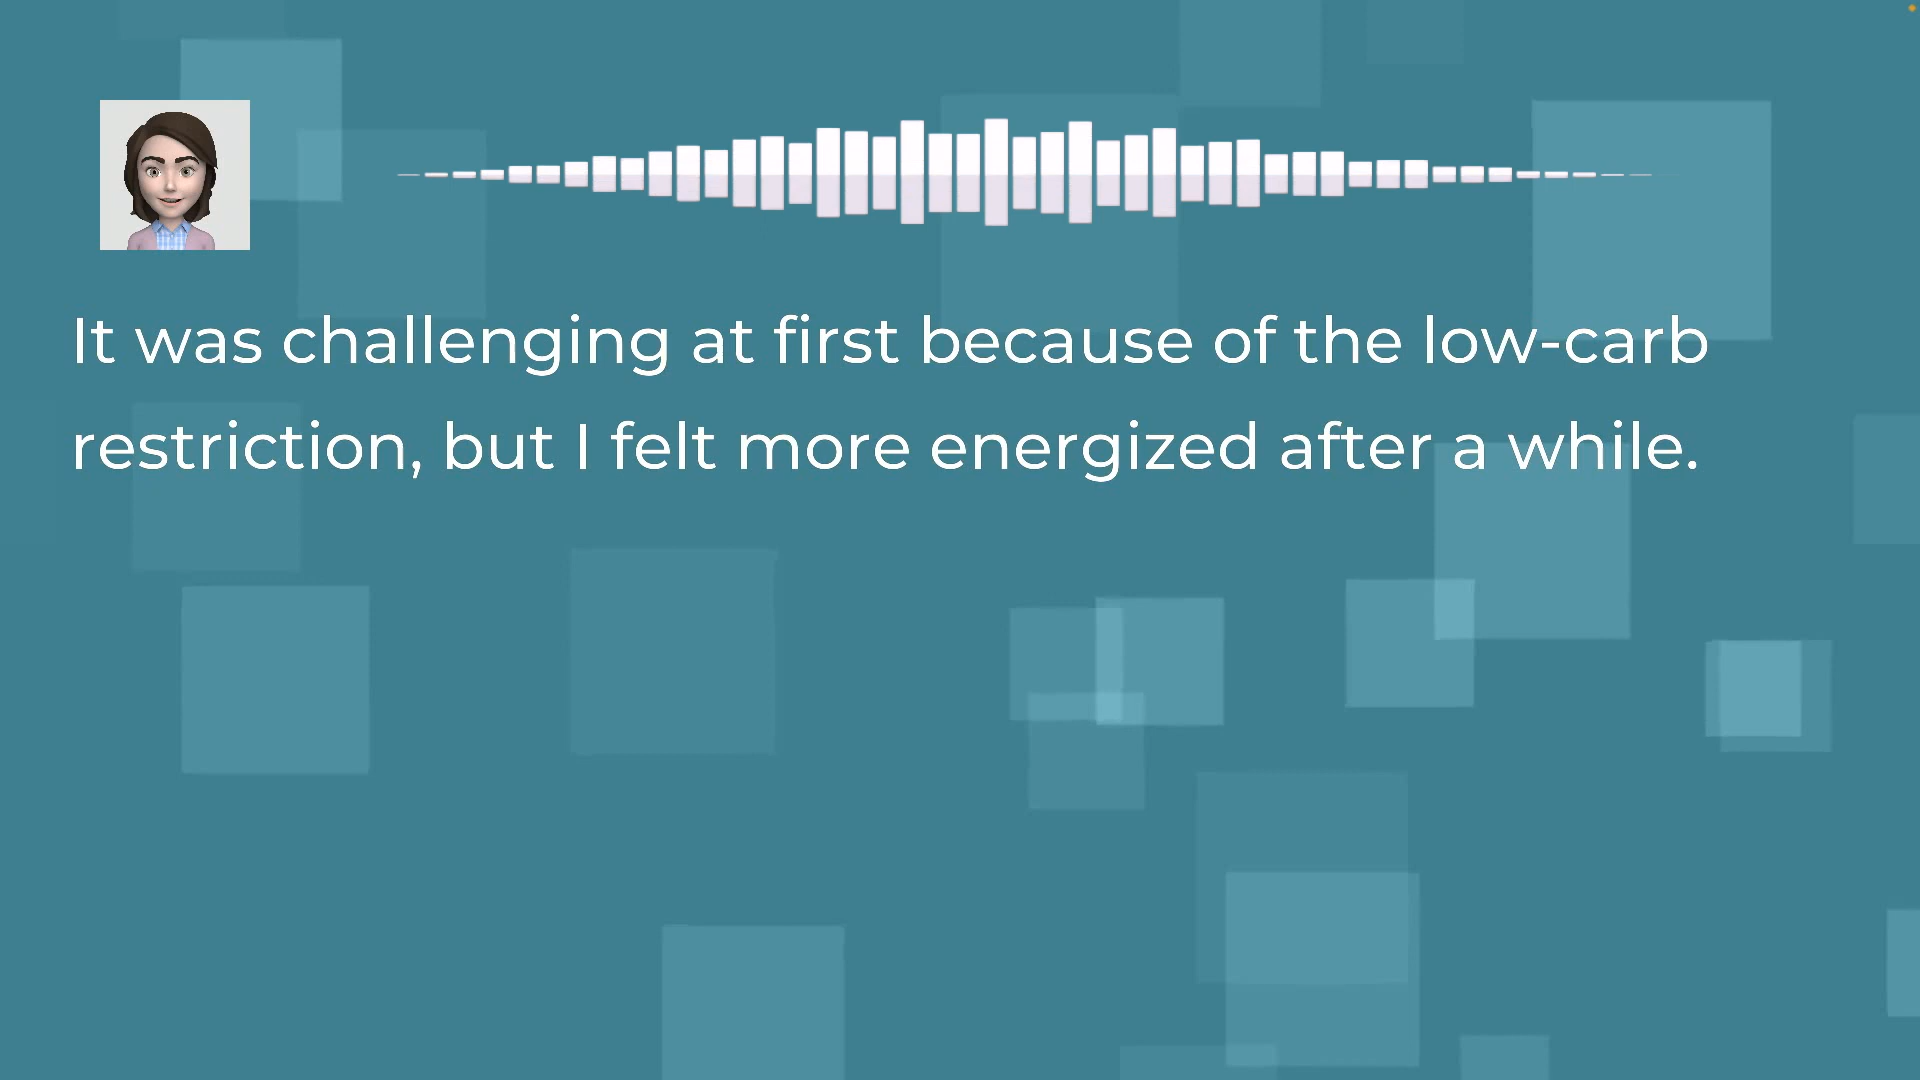 It was challenging at first because of the low-carb
restriction, but I felt more energized after a while.